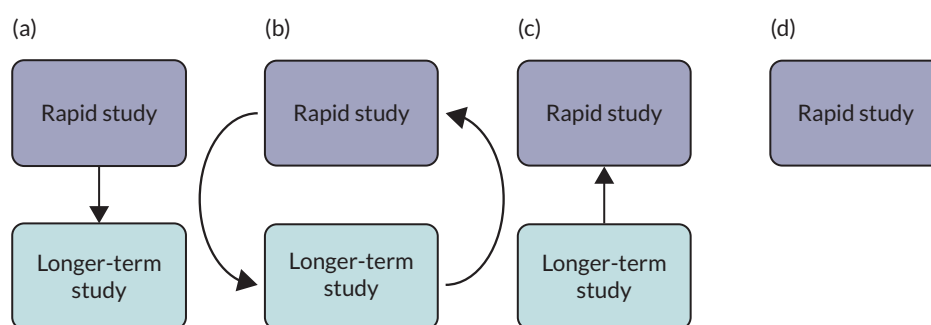 (a)
(b)
(c)
(d)
Rapid study
Rapid study
Rapid study
Rapid study
Longer-term
study
Longer-term
study
Longer-term
study